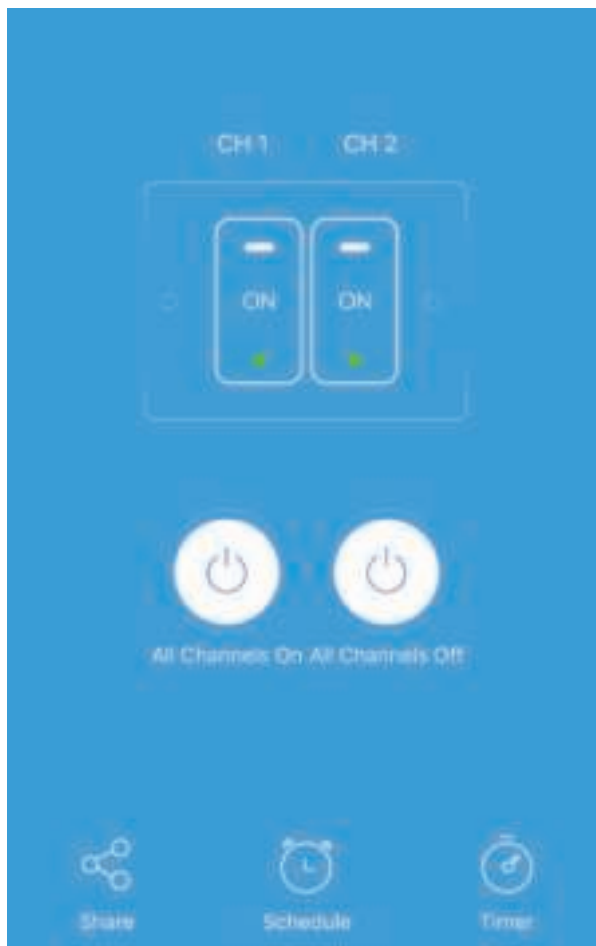 CH 1 CH 2
ON ON
All Channels On All Channels Off
Share Schedule Timer